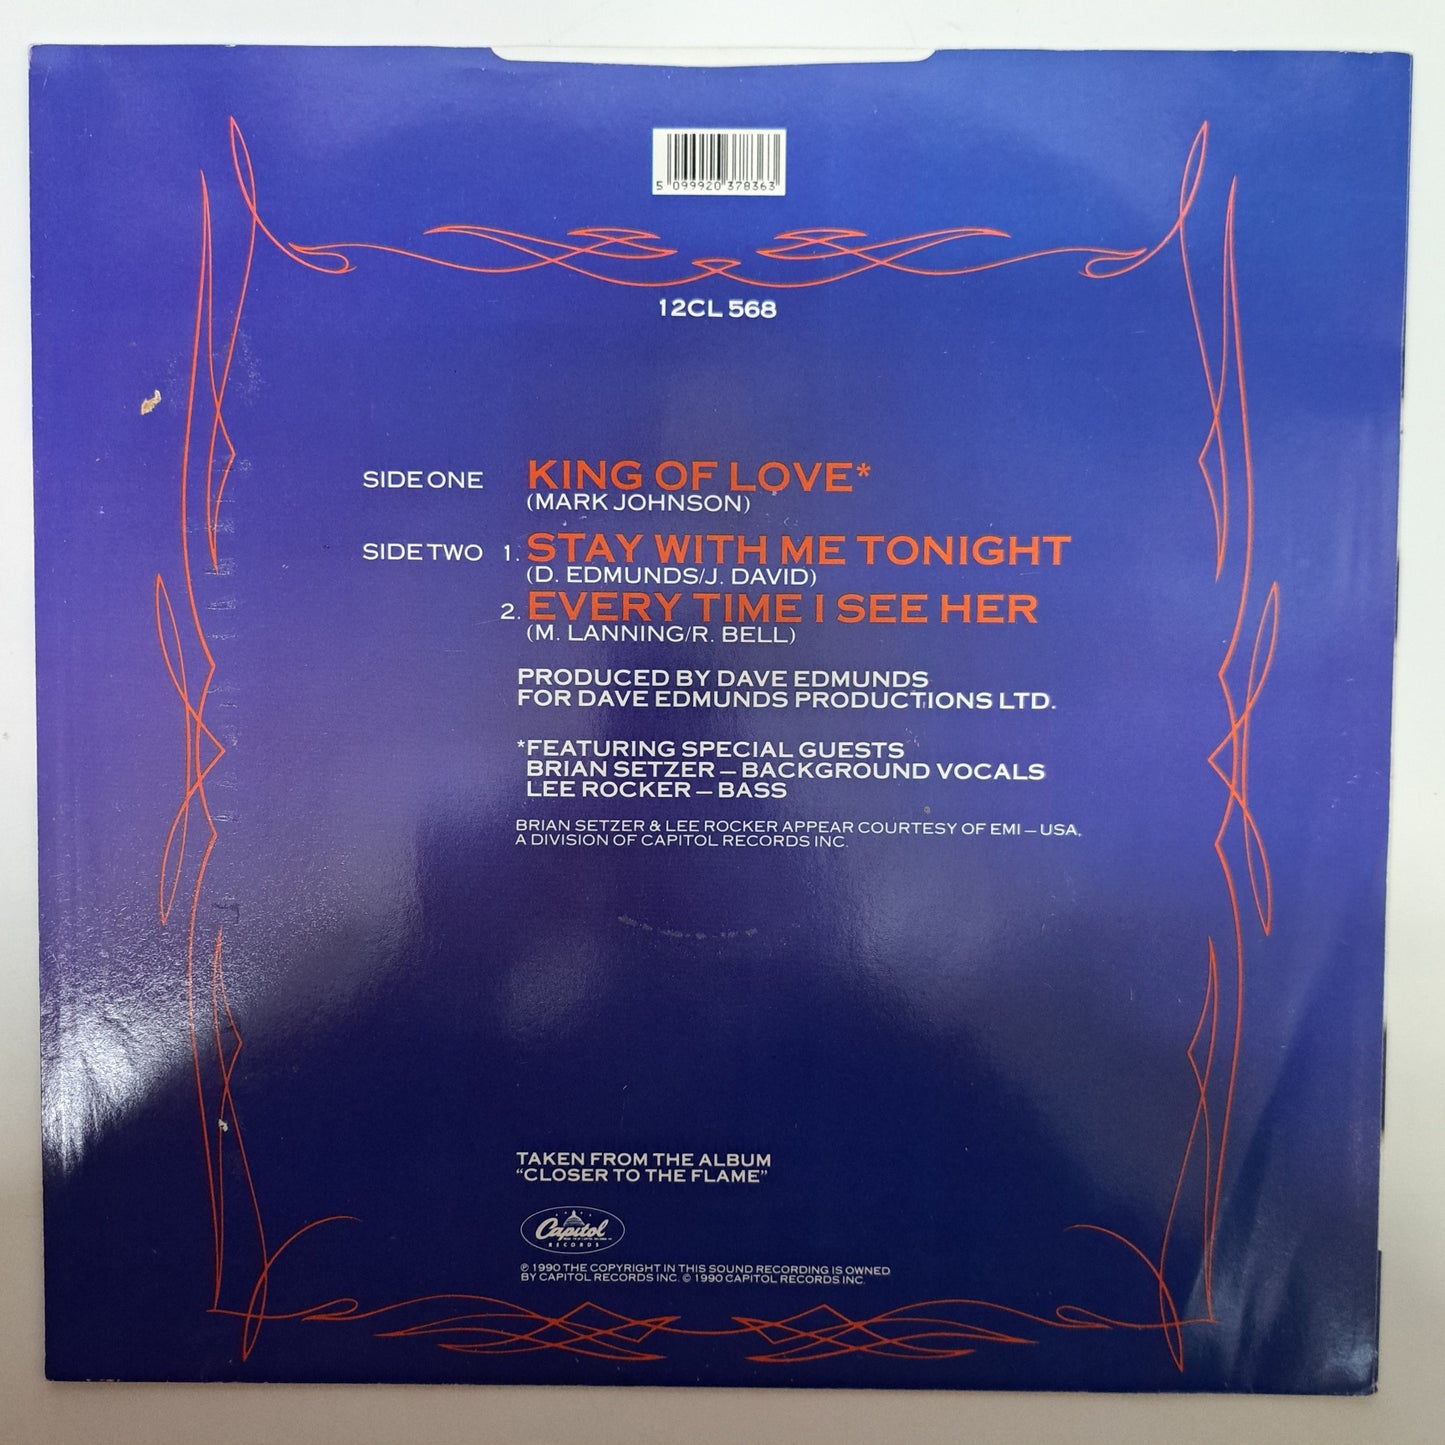 5 099920 378363
12CL 568
SIDE ONE KING OF LOVE*
(MARK JOHNSON)
SIDE TWO 1. STAY WITH ME TONIGHT
(D. EDMUNDS/J. DAVID)
2. EVERY TIME I SEE HER
(M. LANNING/R. BELL)
PRODUCED BY DAVE EDMUNDS
FOR DAVE EDMUNDS PRODUCTIONS LTD.
*FEATURING SPECIAL GUESTS
BRIAN SETZER – BACKGROUND VOCALS
LEE ROCKER – BASS
BRIAN SETZER & LEE ROCKER APPEAR COURTESY OF EMI – USA,
A DIVISION OF CAPITOL RECORDS INC.
TAKEN FROM THE ALBUM
“CLOSER TO THE FLAME”
Capitol
RECORDS
℗ 1990 THE COPYRIGHT IN THIS SOUND RECORDING IS OWNED
BY CAPITOL RECORDS INC. © 1990 CAPITOL RECORDS INC.